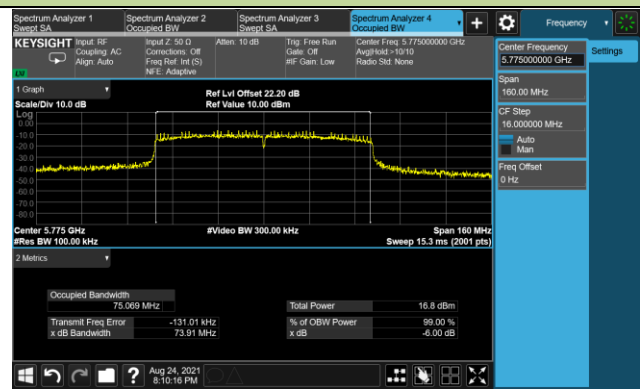 Spectrum Analyzer 1
Swept SA
Spectrum Analyzer 2
Occupied BW
Spectrum Analyzer 3
Swept SA
Spectrum Analyzer 4
Occupied BW
Frequency
KEYSIGHT
Input: RF
Coupling: AC
Align: Auto
Input Z: 50 Ω
Corrections: Off
Freq Ref: Int (S)
NFE: Adaptive
Atten: 10 dB
Trig: Free Run
Gate: Off
#IF Gain: Low
Center Freq: 5.775000000 GHz
Avg|Hold:>10/10
Radio Std: None
Center Frequency
5.775000000 GHz
Settings
Span
160.00 MHz
CF Step
16.000000 MHz
Auto
Man
Freq Offset
0 Hz
1 Graph
Scale/Div 10.0 dB
Ref Lvl Offset 22.20 dB
Ref Value 10.00 dBm
Log
0.00
-10.0
-20.0
-30.0
-40.0
-50.0
-60.0
-70.0
-80.0
Center 5.775 GHz
#Res BW 100.00 kHz
#Video BW 300.00 kHz
Span 160 MHz
Sweep 15.3 ms (2001 pts)
2 Metrics
Occupied Bandwidth
75.069 MHz
Transmit Freq Error -131.01 kHz
x dB Bandwidth 73.91 MHz
Total Power 16.8 dBm
% of OBW Power 99.00 %
x dB -6.00 dB
Aug 24, 2021
8:10:16 PM